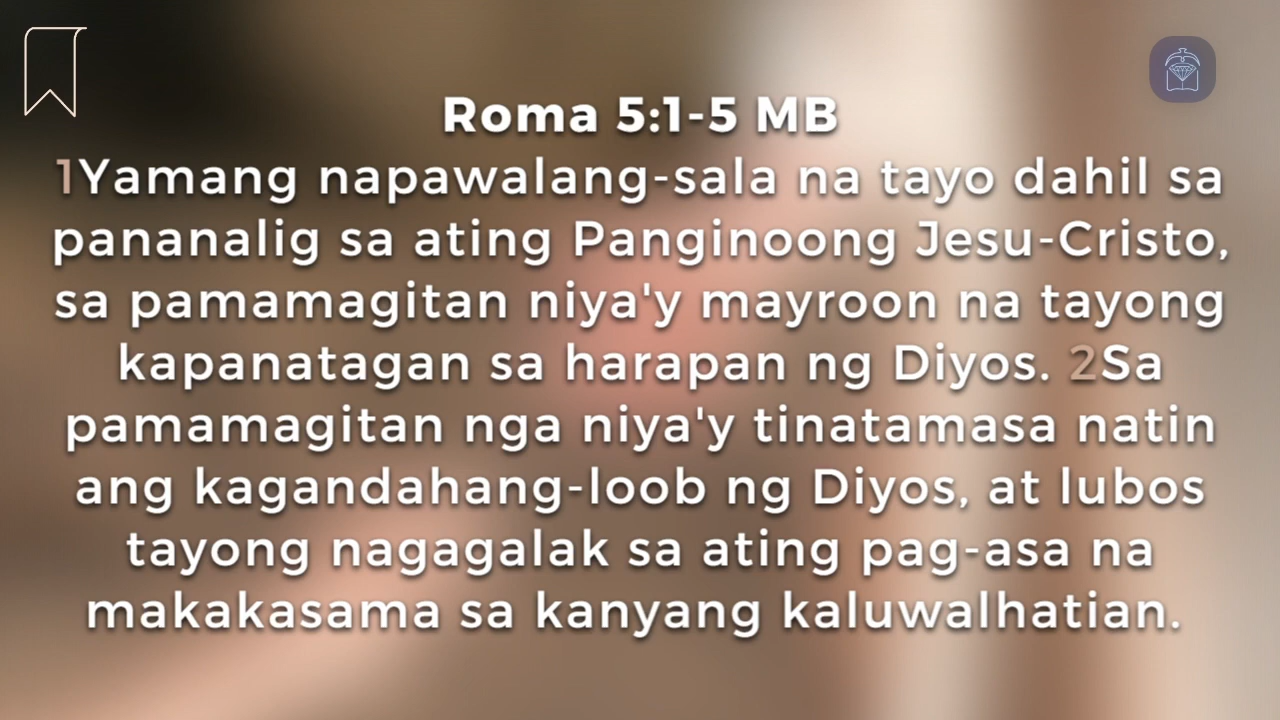 Roma 5:1-5 MB
1Yamang napawalang-sala na tayo dahil sa
pananalig sa ating Panginoong Jesu-Cristo,
sa pamamagitan niya'y mayroon na tayong
kapanatagan sa harapan ng Diyos. 2Sa
pamamagitan nga niya'y tinatamasa natin
ang kagandahang-loob ng Diyos, at lubos
tayong nagagalak sa ating pag-asa na
makakasama sa kanyang kaluwalhatian.